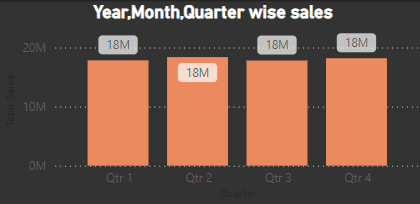 Year,Month,Quarter wise sales
20M
10M
0M
Total Sales
18M
18M
18M
18M
Qtr 1
Qtr 2
Qtr 3
Qtr 4
Quarter